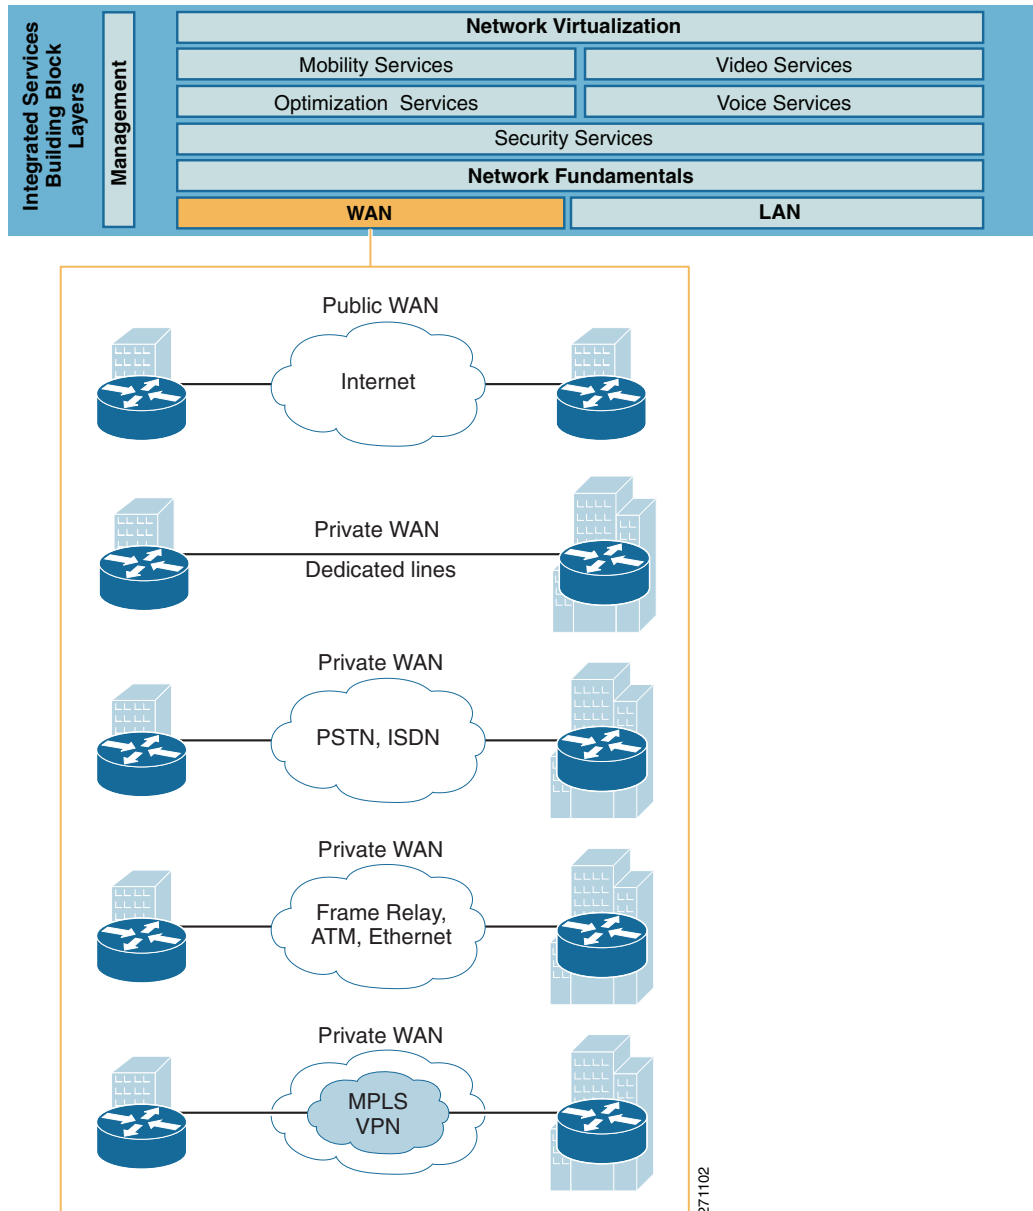 Integrated Services
Building Block
Layers
Management
Network Virtualization
Mobility Services
Video Services
Optimization Services
Voice Services
Security Services
Network Fundamentals
WAN
LAN
Public WAN
Internet
Private WAN
Dedicated lines
Private WAN
PSTN, ISDN
Private WAN
Frame Relay,
ATM, Ethernet
Private WAN
MPLS
VPN
271102